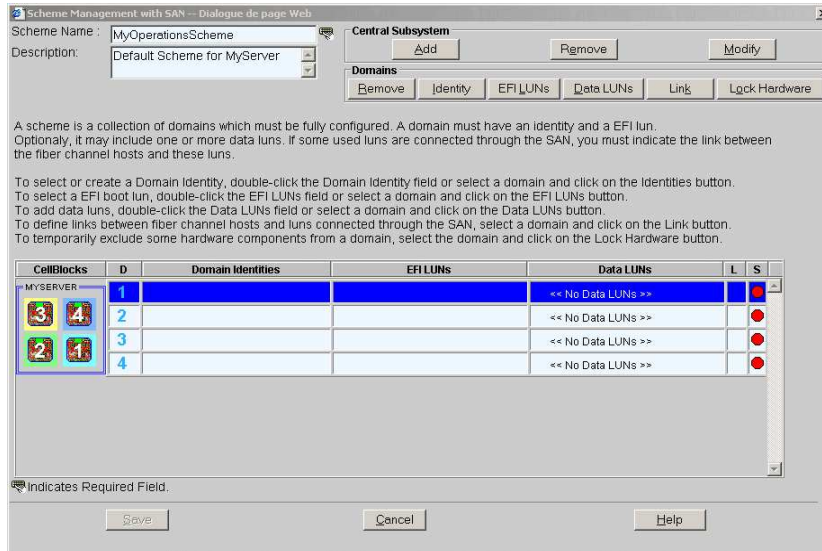 Scheme Management with SAN -- Dialogue de page Web
Scheme Name : MyOperationsScheme
Description: Default Scheme for MyServer
Central Subsystem
Add Remove Modify
Domains
Remove Identity EFI LUNs Data LUNs Link Lock Hardware
A scheme is a collection of domains which must be fully configured. A domain must have an identity and a EFI lun.
Optionaly, it may include one or more data luns. If some used luns are connected through the SAN, you must indicate the link between
the fiber channel hosts and these luns.
To select or create a Domain Identity, double-click the Domain Identity field or select a domain and click on the Identities button.
To select a EFI boot lun, double-click the EFI LUNs field or select a domain and click on the EFI LUNs button.
To add data luns, double-click the Data LUNs field or select a domain and click on the Data LUNs button.
To define links between fiber channel hosts and luns connected through the SAN, select a domain and click on the Link button.
To temporarily exclude some hardware components from a domain, select the domain and click on the Lock Hardware button.
CellBlocks D Domain Identities EFI LUNs Data LUNs L S
MYSERVER
3 4
2 1
1 << No Data LUNs >>
2 << No Data LUNs >>
3 << No Data LUNs >>
4 << No Data LUNs >>
Indicates Required Field.
Save Cancel Help